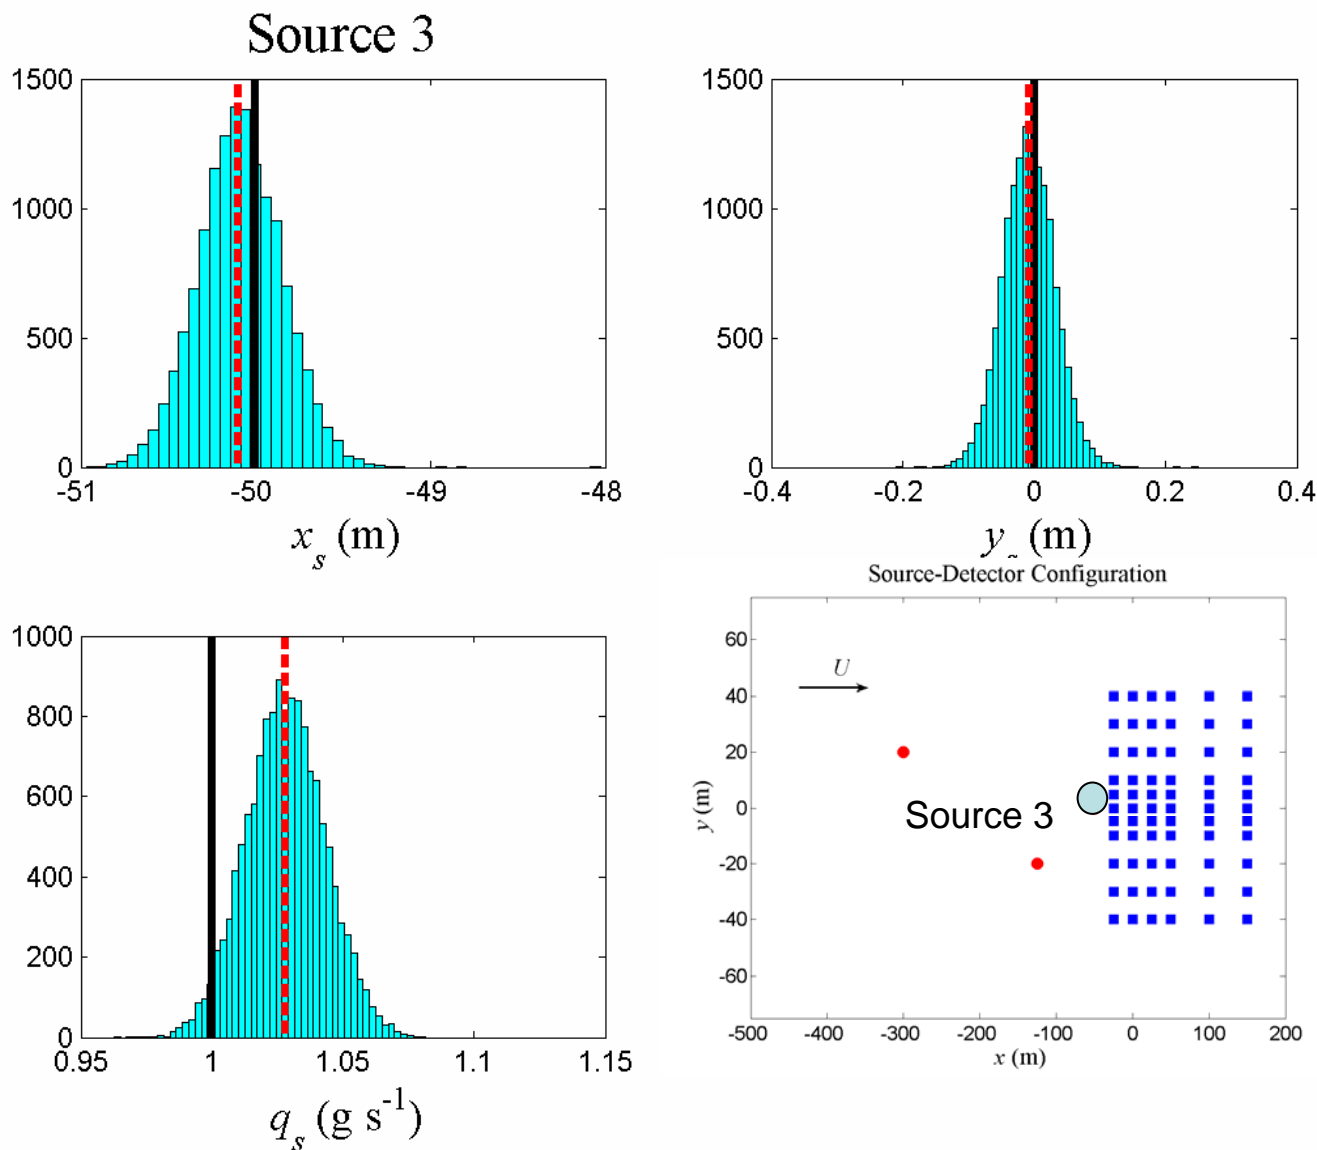 Source 3
1500
1000
500
0
-51 -50 -49 -48
x_s (m)
1500
1000
500
0
-0.4 -0.2 0 0.2 0.4
y_s (m)
1000
800
600
400
200
0
0.95 1 1.05 1.1 1.15
q_s (g s^-1)
Source-Detector Configuration
60
40
20
0
-20
-40
-60
y (m)
U
Source 3
-500 -400 -300 -200 -100 0 100 200
x (m)